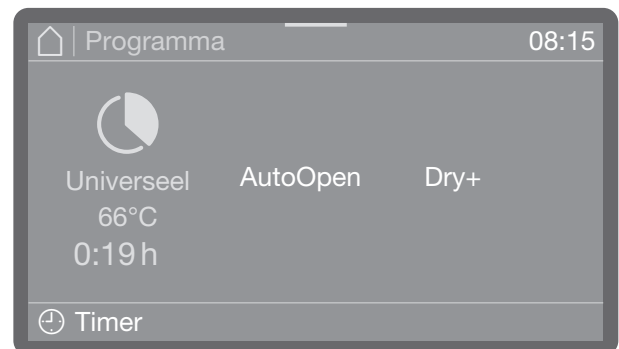 Programma 08:15
Universeel AutoOpen Dry+
66°C
0:19 h
Timer